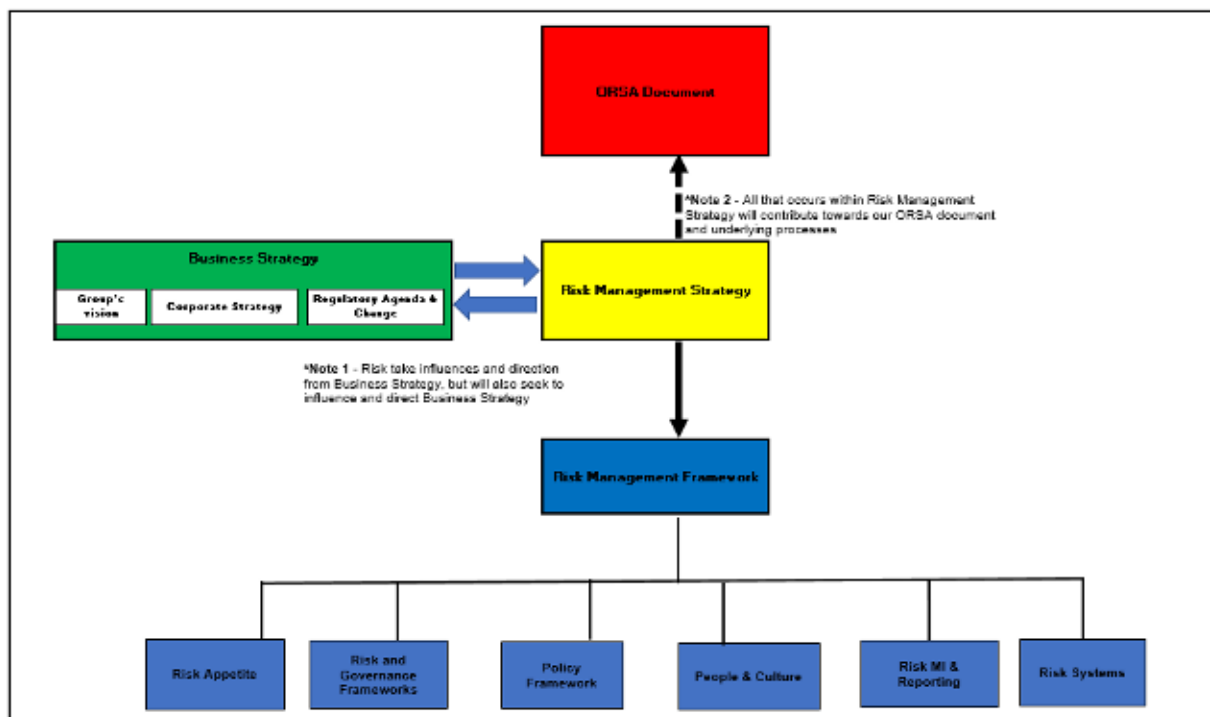 ORSA Document
*Note 2 - All that occurs within Risk Management
Strategy will contribute towards our ORSA document
and underlying processes
Business Strategy
Group's
vision
Corporate Strategy
Regulatory Agenda &
Change
Risk Management Strategy
*Note 1 - Risk take influences and direction
from Business Strategy, but will also seek to
influence and direct Business Strategy
Risk Management Framework
Risk Appetite
Risk and
Governance
Frameworks
Policy
Framework
People & Culture
Risk MI &
Reporting
Risk Systems